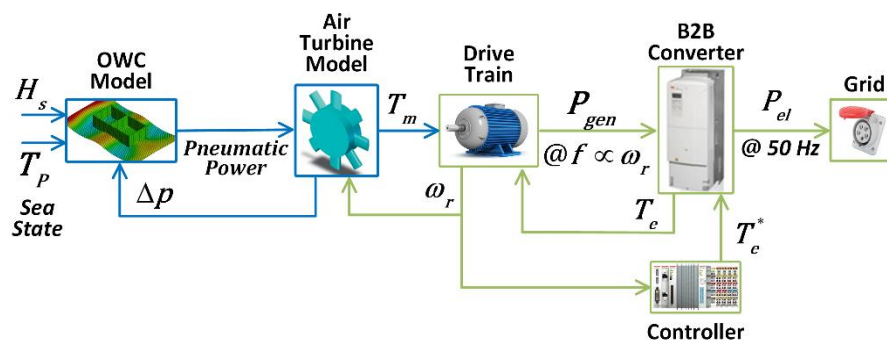 OWC
Model
Air
Turbine
Model
Drive
Train
B2B
Converter
Grid
H_s
T_P
Sea
State
Pneumatic
Power
Δp
T_m
ω_r
P_gen
@ f ∝ ω_r
T_e
P_el
@ 50 Hz
T_e^*
Controller